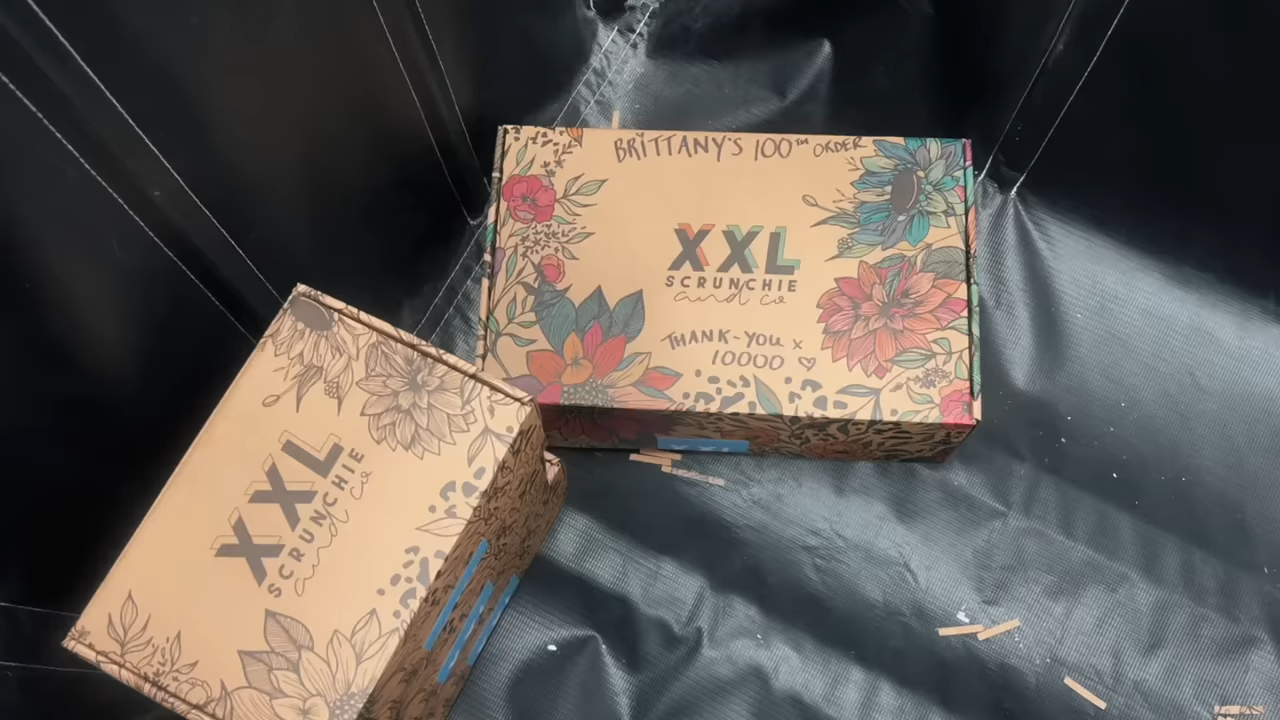 BRITTANY'S 100TH ORDER
XXL
SCRUNCHIE
and co
THANK-YOU x
10000 ♡
XXL
SCRUNCHIE
and co